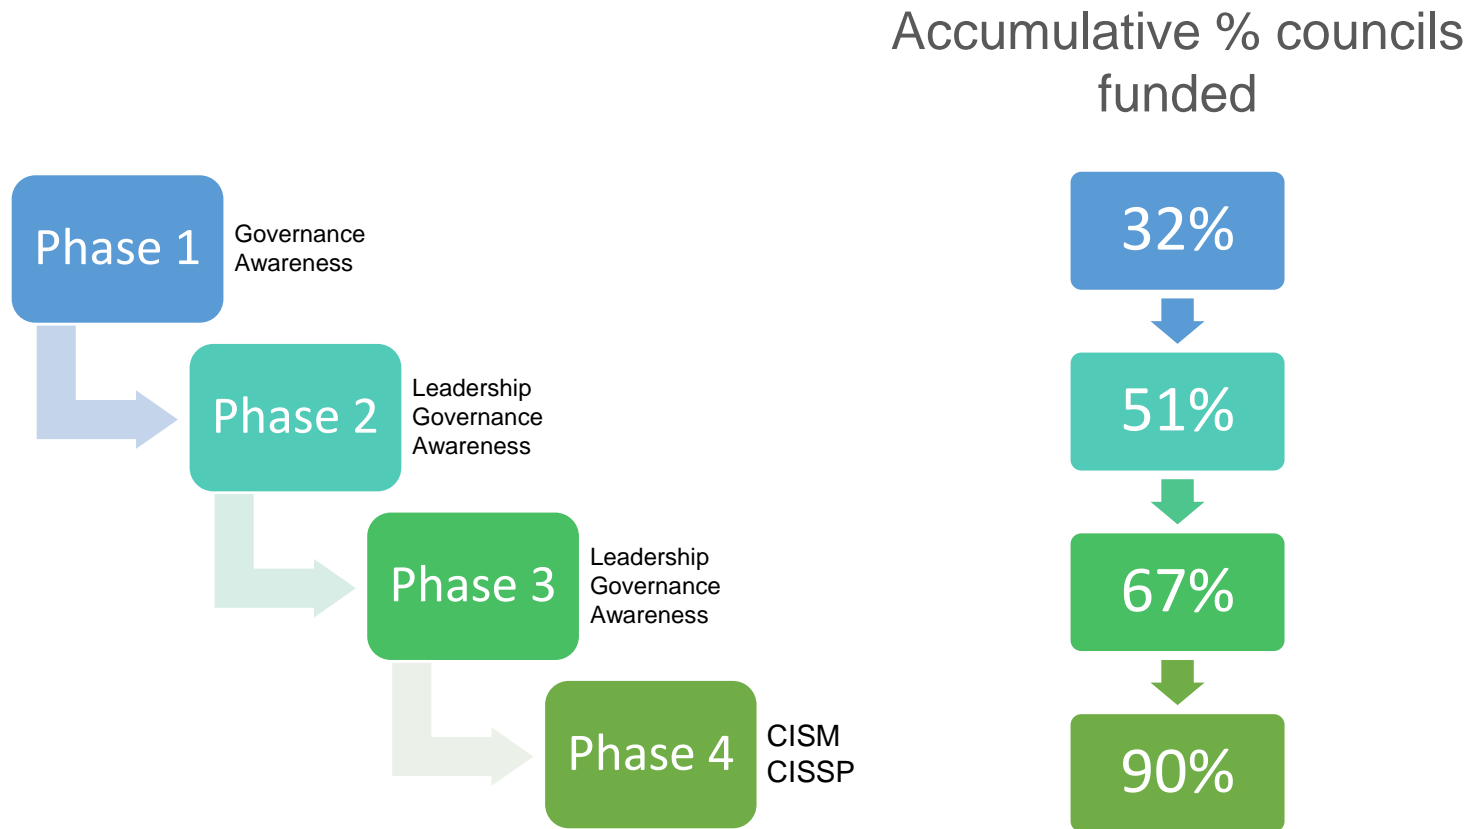 Accumulative % councils
funded
Phase 1
Governance
Awareness
32%
Phase 2
Leadership
Governance
Awareness
51%
Phase 3
Leadership
Governance
Awareness
67%
Phase 4
CISM
CISSP
90%